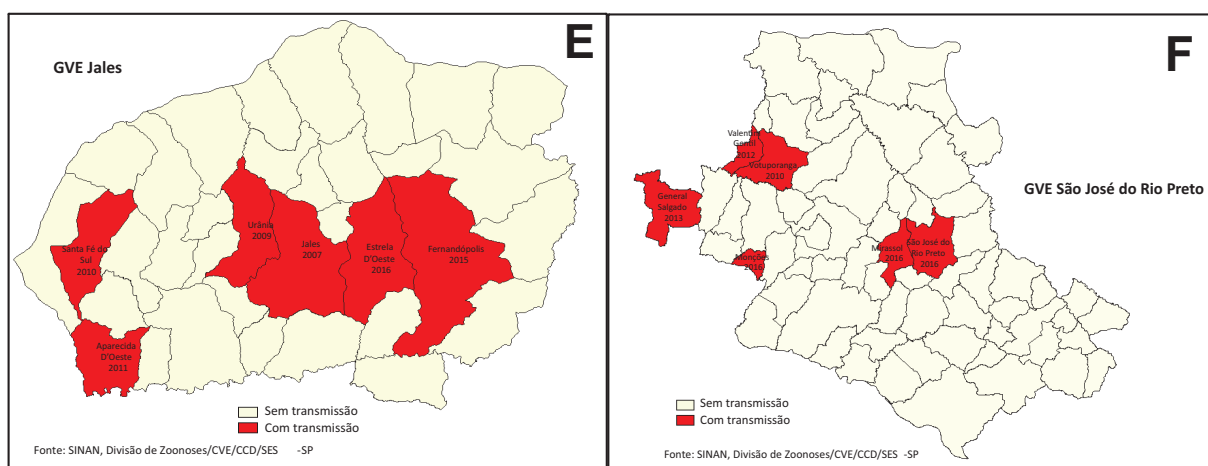 E
GVE Jales
Santa Fé do
Sul
2010
Urânia
2009
Jales
2007
Estrela
D'Oeste
2016
Fernandópolis
2015
Aparecida
D'Oeste
2011
Sem transmissão
Com transmissão
Fonte: SINAN, Divisão de Zoonoses/CVE/CCD/SES -SP
F
GVE São José do Rio Preto
Valentim
Gentil
2012
Votuporanga
2010
General
Salgado
2013
Monções
2016
Mirassol
2016
São José do
Rio Preto
2016
Sem transmissão
Com transmissão
Fonte: SINAN, Divisão de Zoonoses/CVE/CCD/SES -SP